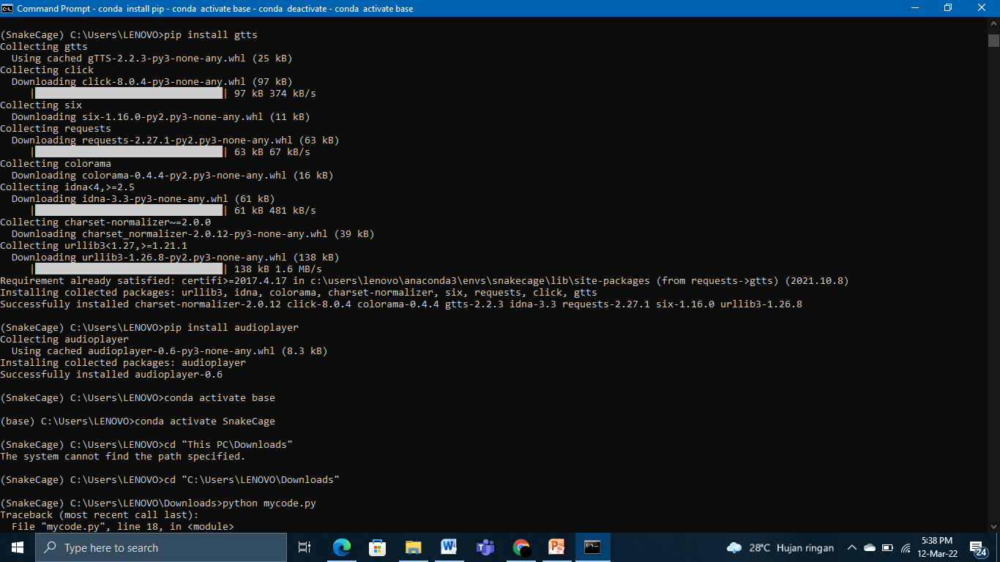 Command Prompt - conda  install pip - conda  activate base - conda  deactivate - conda  activate base
(SnakeCage) C:\Users\LENOVO>pip install gtts
Collecting gtts
  Using cached gTTS-2.2.3-py3-none-any.whl (25 kB)
Collecting click
  Downloading click-8.0.4-py3-none-any.whl (97 kB)
     |████████████████████████████████| 97 kB 374 kB/s
Collecting six
  Downloading six-1.16.0-py2.py3-none-any.whl (11 kB)
Collecting requests
  Downloading requests-2.27.1-py2.py3-none-any.whl (63 kB)
     |████████████████████████████████| 63 kB 67 kB/s
Collecting colorama
  Downloading colorama-0.4.4-py2.py3-none-any.whl (16 kB)
Collecting idna<4,>=2.5
  Downloading idna-3.3-py3-none-any.whl (61 kB)
     |████████████████████████████████| 61 kB 481 kB/s
Collecting charset-normalizer~=2.0.0
  Downloading charset_normalizer-2.0.12-py3-none-any.whl (39 kB)
Collecting urllib3<1.27,>=1.21.1
  Downloading urllib3-1.26.8-py2.py3-none-any.whl (138 kB)
     |████████████████████████████████| 138 kB 1.6 MB/s
Requirement already satisfied: certifi>=2017.4.17 in c:\users\lenovo\anaconda3\envs\snakecage\lib\site-packages (from requests->gtts) (2021.10.8)
Installing collected packages: urllib3, idna, colorama, charset-normalizer, six, requests, click, gtts
Successfully installed charset-normalizer-2.0.12 click-8.0.4 colorama-0.4.4 gtts-2.2.3 idna-3.3 requests-2.27.1 six-1.16.0 urllib3-1.26.8
(SnakeCage) C:\Users\LENOVO>pip install audioplayer
Collecting audioplayer
  Using cached audioplayer-0.6-py3-none-any.whl (8.3 kB)
Installing collected packages: audioplayer
Successfully installed audioplayer-0.6
(SnakeCage) C:\Users\LENOVO>conda activate base
(base) C:\Users\LENOVO>conda activate SnakeCage
(SnakeCage) C:\Users\LENOVO>cd "This PC\Downloads"
The system cannot find the path specified.
(SnakeCage) C:\Users\LENOVO>cd "C:\Users\LENOVO\Downloads"
(SnakeCage) C:\Users\LENOVO\Downloads>python mycode.py
Traceback (most recent call last):
  File "mycode.py", line 18, in <module>
Type here to search
28°C  Hujan ringan
5:38 PM
12-Mar-22
24